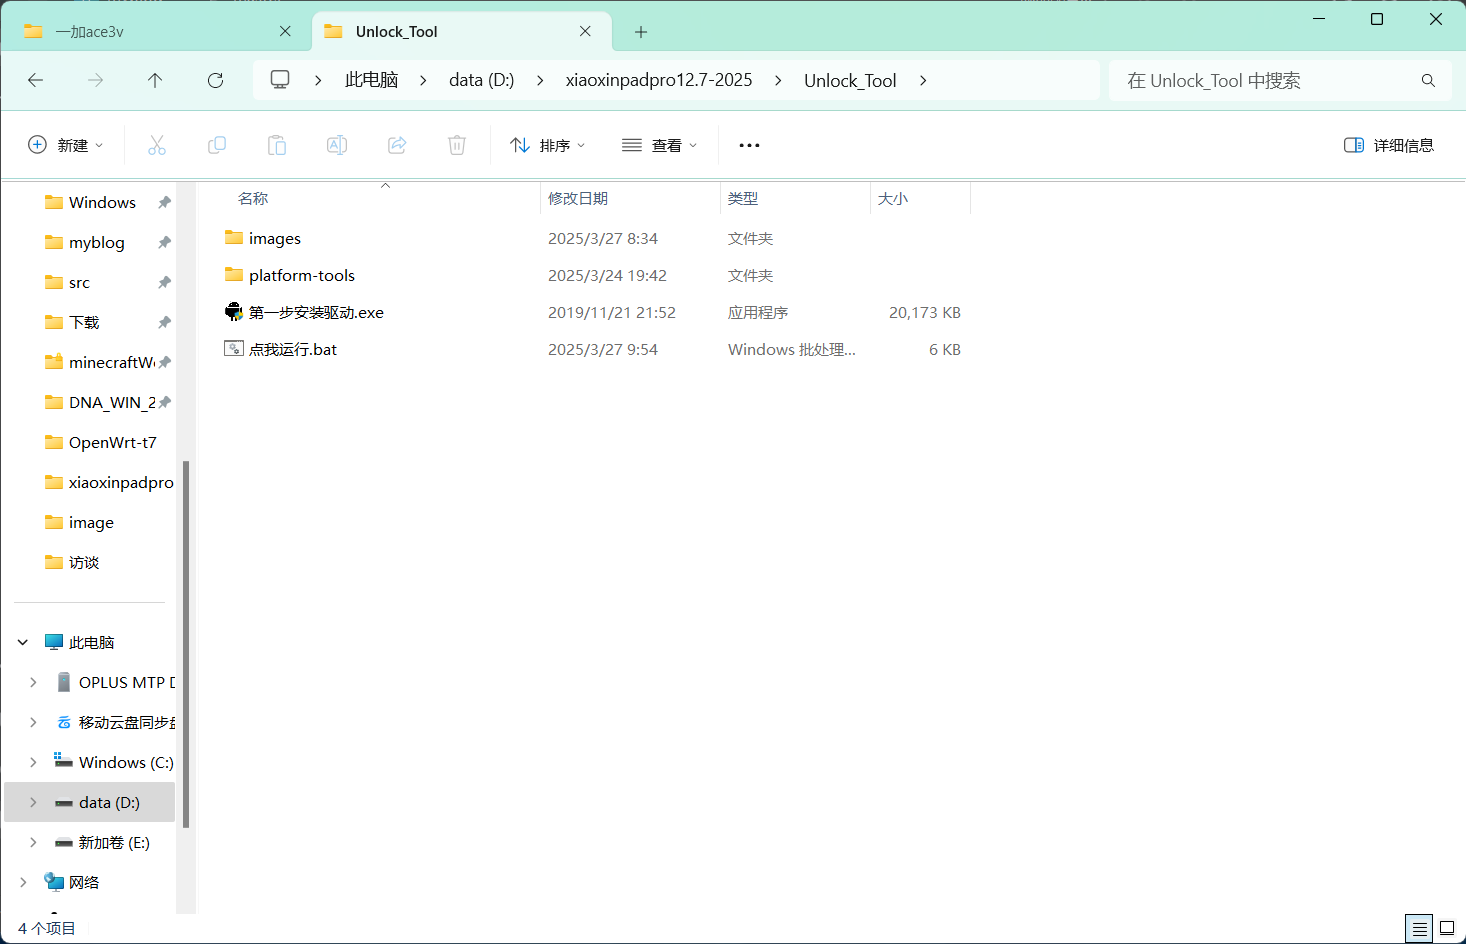 一加ace3v
Unlock_Tool
此电脑 data (D:) xiaoxinpadpro12.7-2025 Unlock_Tool
在 Unlock_Tool 中搜索
新建 排序 查看 详细信息
名称 修改日期 类型 大小
images 2025/3/27 8:34 文件夹
platform-tools 2025/3/24 19:42 文件夹
第一步安装驱动.exe 2019/11/21 21:52 应用程序 20,173 KB
点我运行.bat 2025/3/27 9:54 Windows 批处理... 6 KB
Windows
myblog
src
下载
minecraftW
DNA_WIN_2
OpenWrt-t7
xiaoxinpadpro
image
访谈
此电脑
OPLUS MTP D
移动云盘同步盘
Windows (C:)
data (D:)
新加卷 (E:)
网络
4 个项目